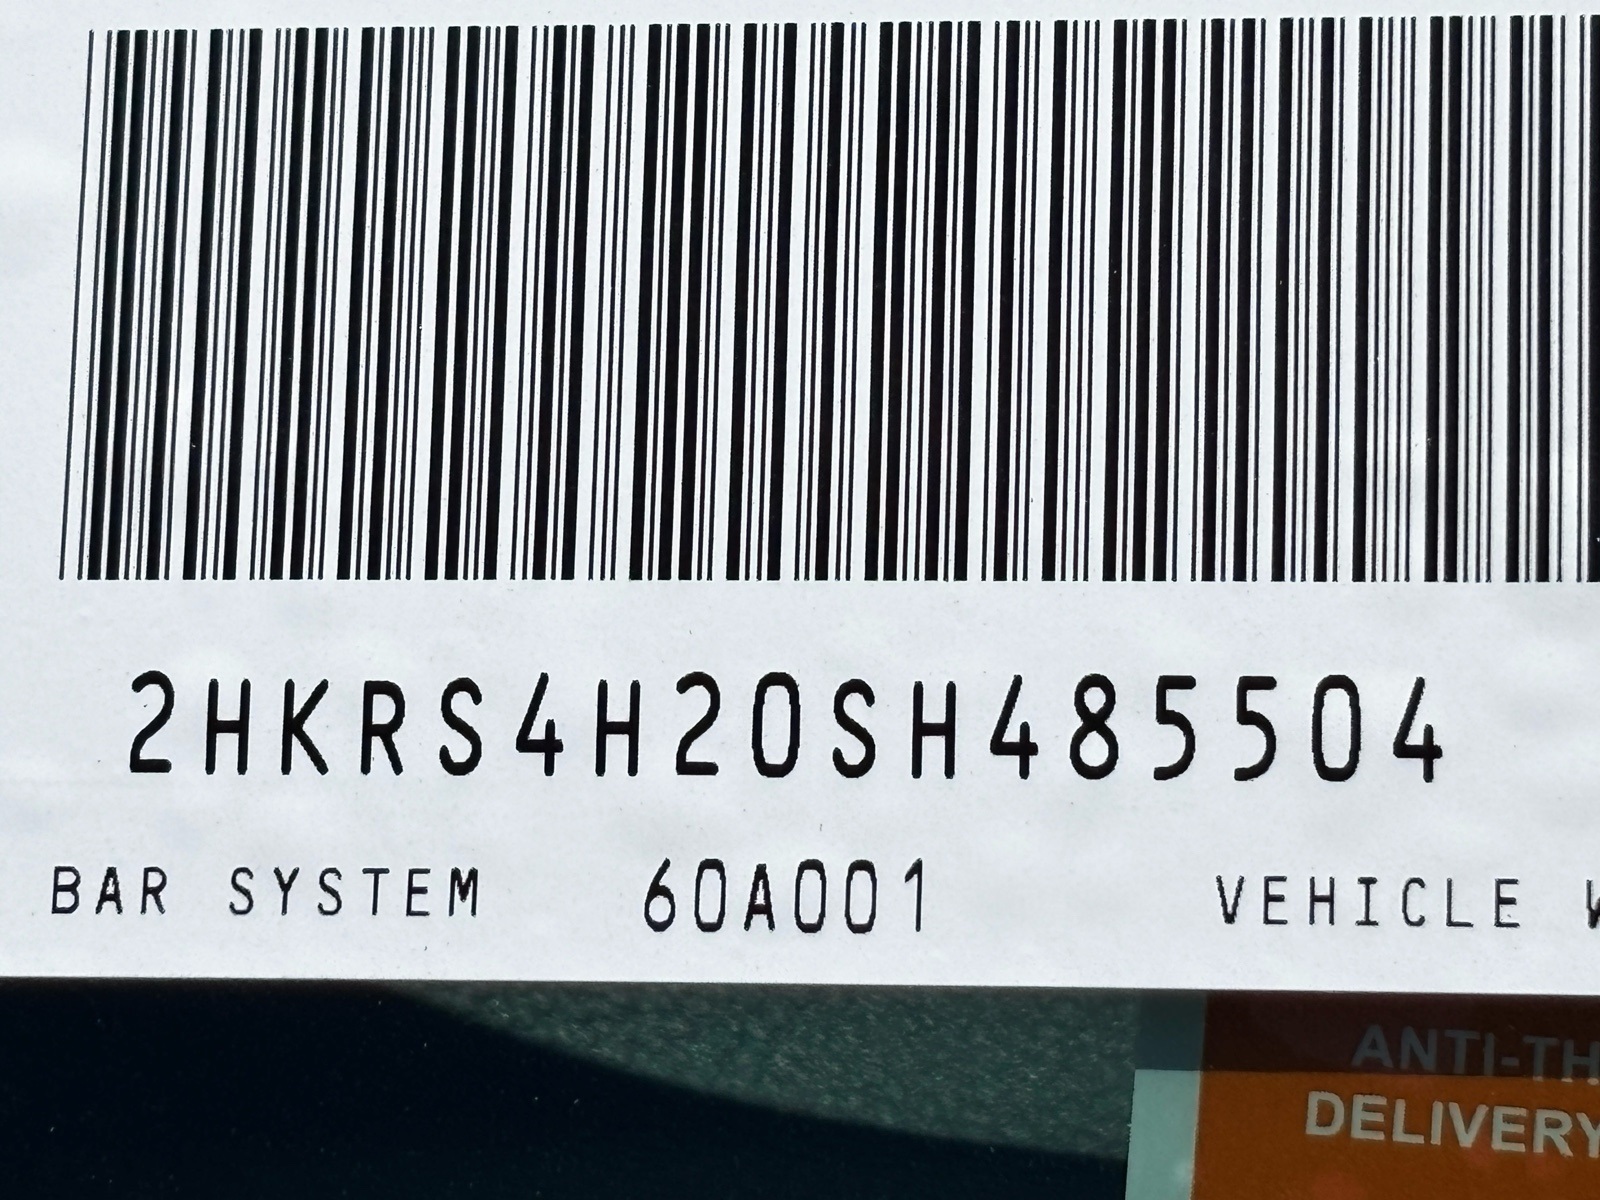 2HKRS4H20SH485504
BAR SYSTEM 60A001 VEHICLE
ANTI-TH
DELIVERY